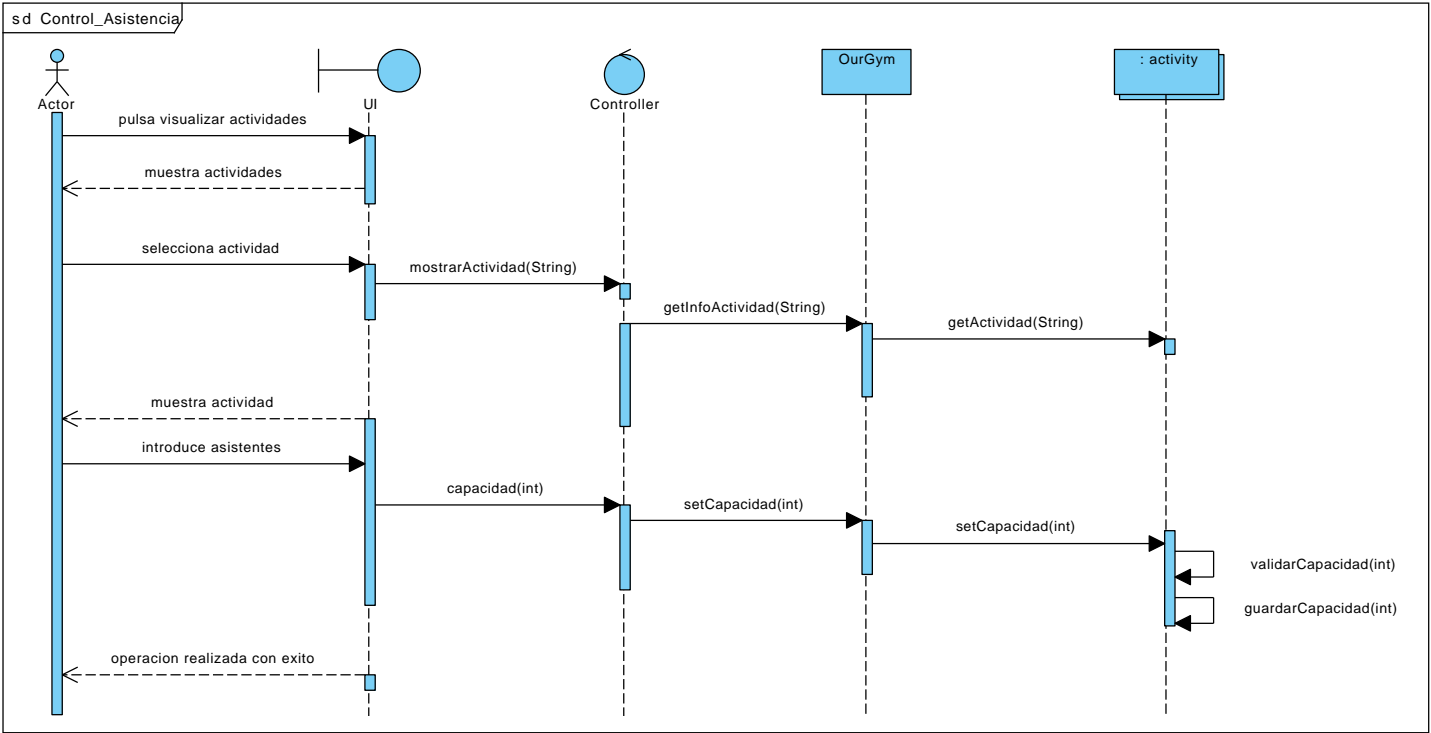 sd Control_Asistencia
Actor
UI
Controller
OurGym
: activity
pulsa visualizar actividades
muestra actividades
selecciona actividad
mostrarActividad(String)
getInfoActividad(String)
getActividad(String)
muestra actividad
introduce asistentes
capacidad(int)
setCapacidad(int)
setCapacidad(int)
validarCapacidad(int)
guardarCapacidad(int)
operacion realizada con exito